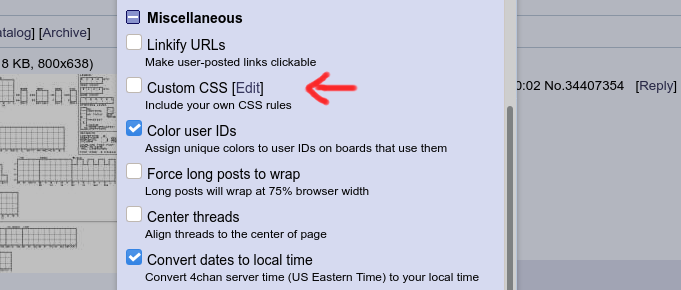 Miscellaneous
atalog] [Archive]
Linkify URLs
Make user-posted links clickable
8 KB, 800x638)
Custom CSS [Edit]
0:02 No.34407354 [Reply]
Include your own CSS rules
Color user IDs
Assign unique colors to user IDs on boards that use them
Force long posts to wrap
Long posts will wrap at 75% browser width
Center threads
Align threads to the center of page
Convert dates to local time
Convert 4chan server time (US Eastern Time) to your local time